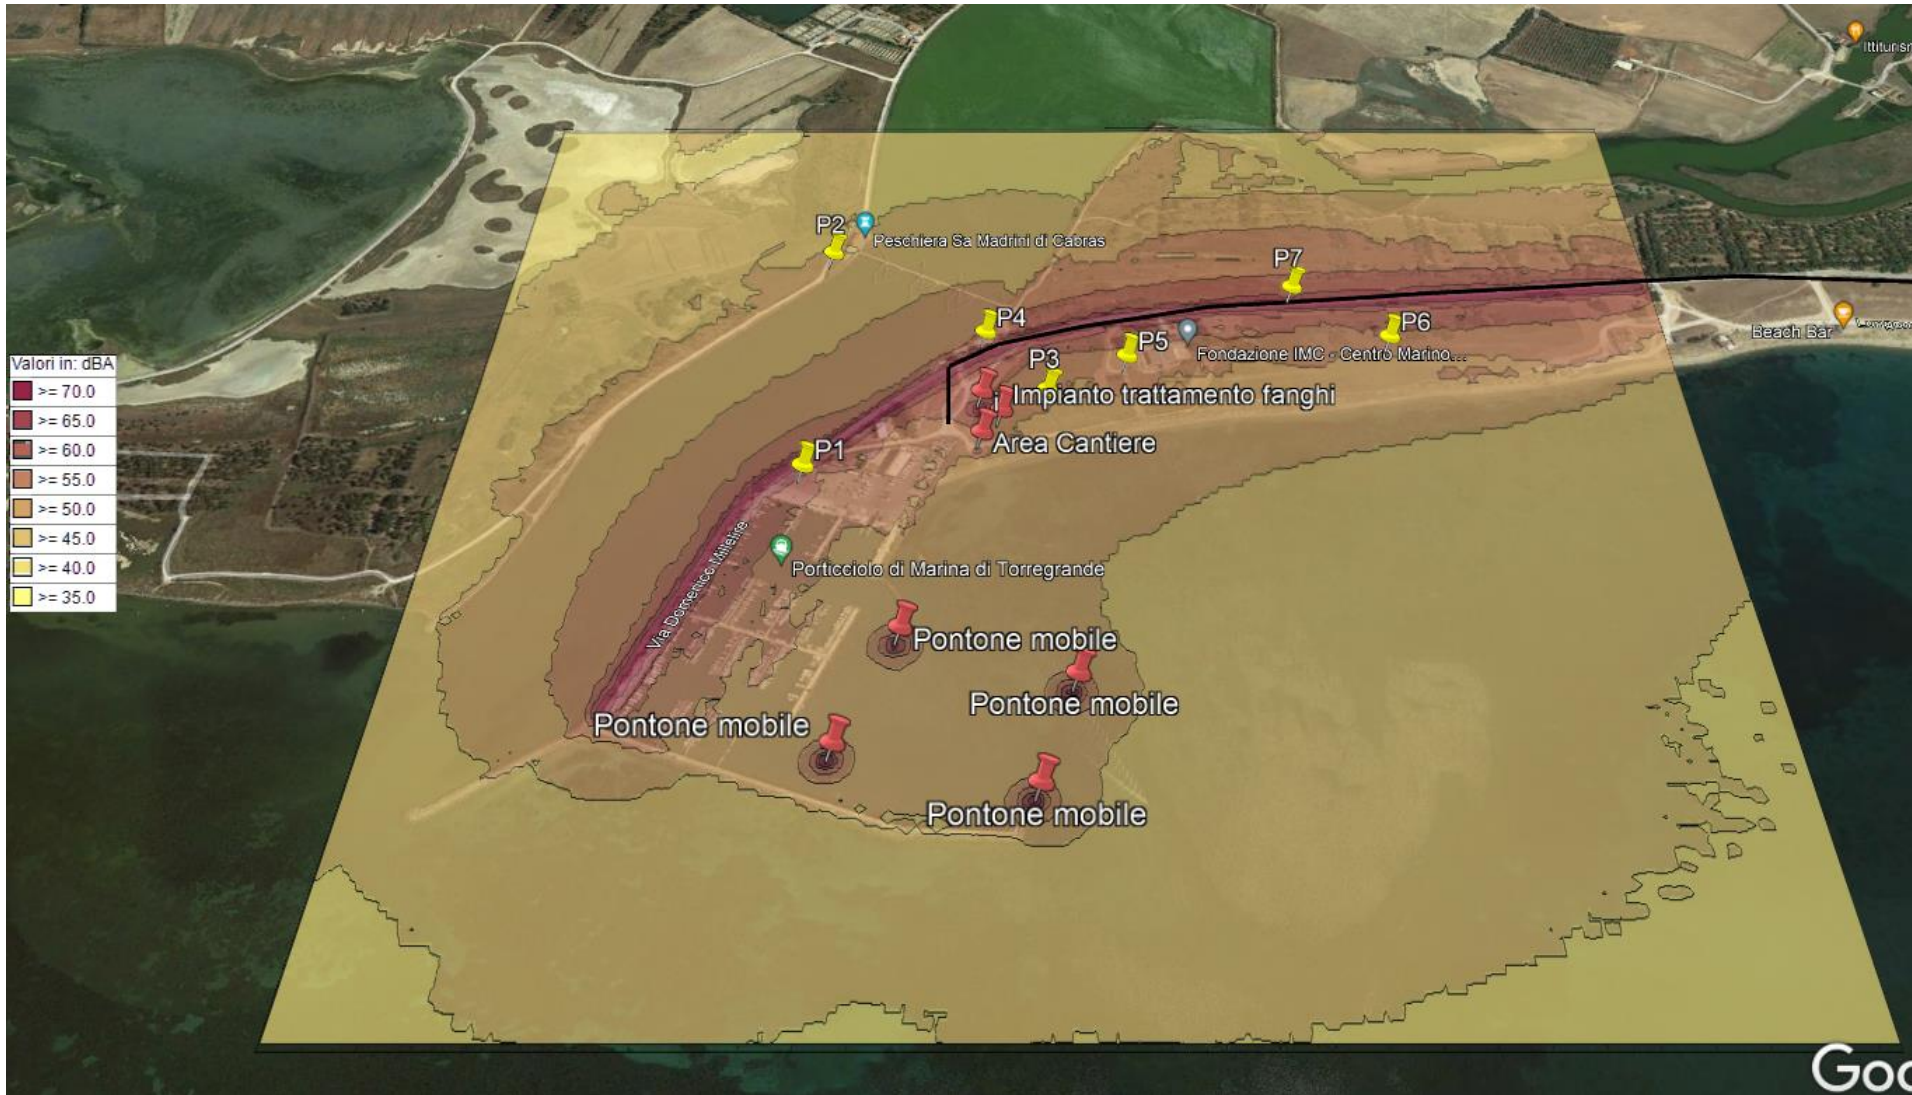 Ittituris
P2
Peschiera Sa Madrini di Cabras
P7
P4
P6
P5
Beach Bar
Fondazione IMC - Centro Marino...
P3
Valori in: dBA
>= 70.0
>= 65.0
>= 60.0
>= 55.0
>= 50.0
>= 45.0
>= 40.0
>= 35.0
i
Impianto trattamento fanghi
Area Cantiere
P1
Via Domenico Millelire
Porticciolo di Marina di Torregrande
Pontone mobile
Pontone mobile
Pontone mobile
Pontone mobile
Goo